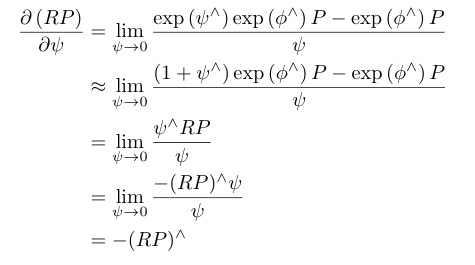 ∂(RP)/∂ψ = lim_{ψ→0} (exp(ψ^∧) exp(ϕ^∧) P − exp(ϕ^∧) P)/ψ
≈ lim_{ψ→0} ((1 + ψ^∧) exp(ϕ^∧) P − exp(ϕ^∧) P)/ψ
= lim_{ψ→0} (ψ^∧ RP)/ψ
= lim_{ψ→0} (−(RP)^∧ ψ)/ψ
= −(RP)^∧